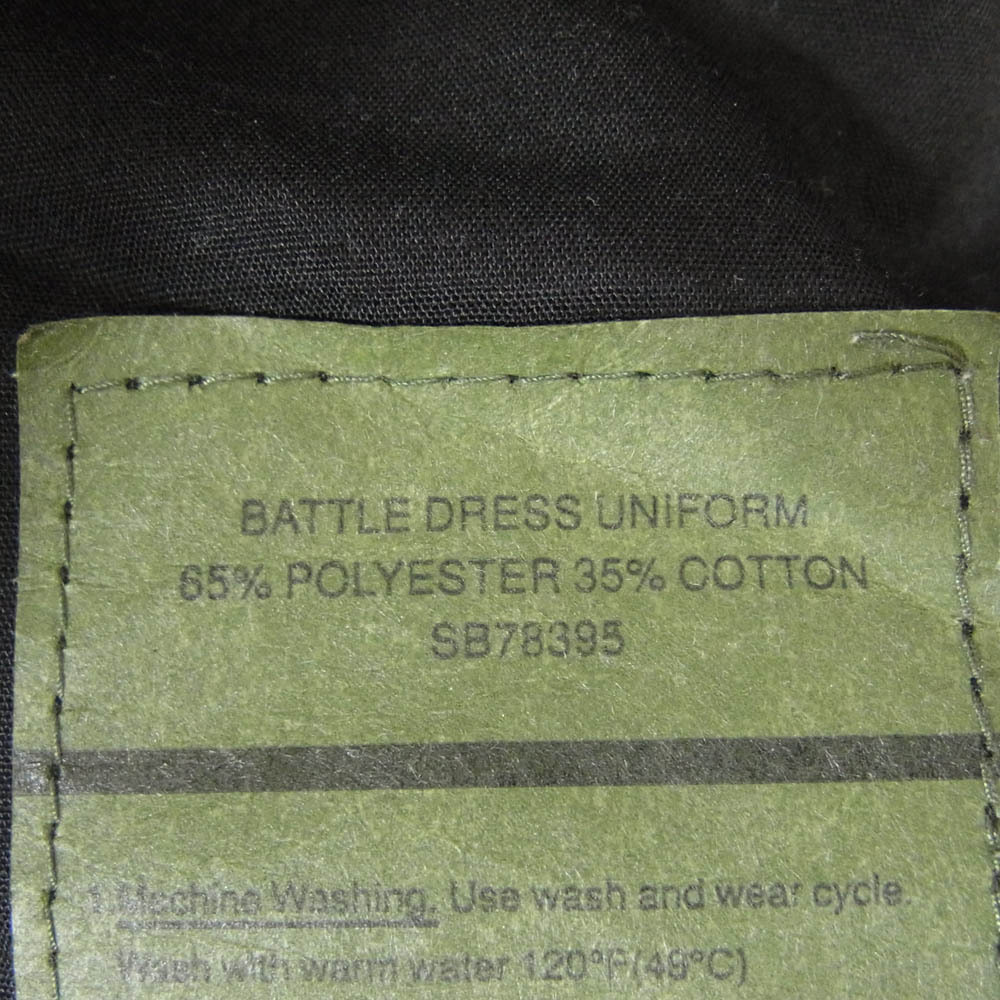 BATTLE DRESS UNIFORM
65% POLYESTER 35% COTTON
SB78395
1.Machine Washing. Use wash and wear cycle.
Wash with warm water 120°F(49°C)